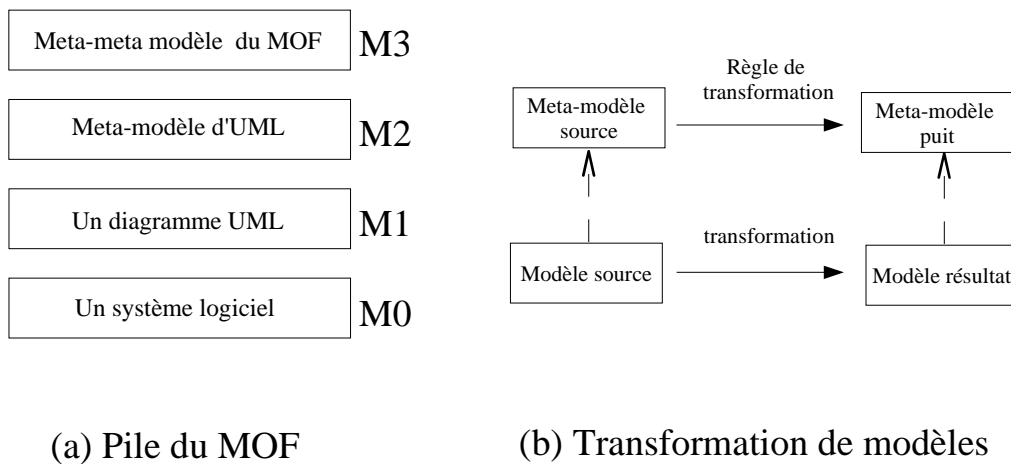 Meta-meta modèle du MOF
M3
Meta-modèle d'UML
M2
Un diagramme UML
M1
Un système logiciel
M0
(a) Pile du MOF
Règle de
transformation
Meta-modèle
source
Meta-modèle
puit
transformation
Modèle source
Modèle résultat
(b) Transformation de modèles